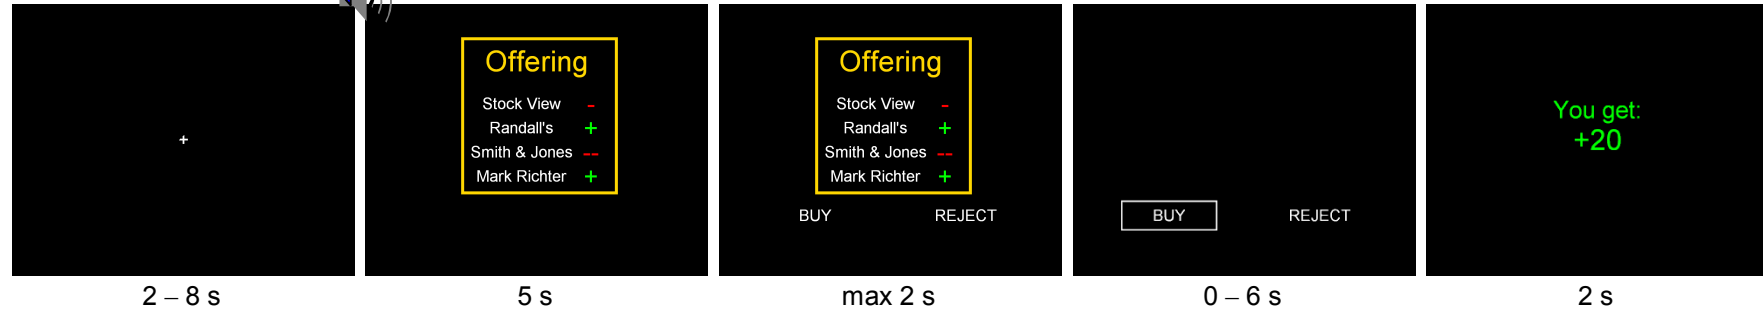 +
2 – 8 s
Offering
Stock View -
Randall's +
Smith & Jones --
Mark Richter +
5 s
Offering
Stock View -
Randall's +
Smith & Jones --
Mark Richter +
BUY REJECT
max 2 s
BUY REJECT
0 – 6 s
You get:
+20
2 s